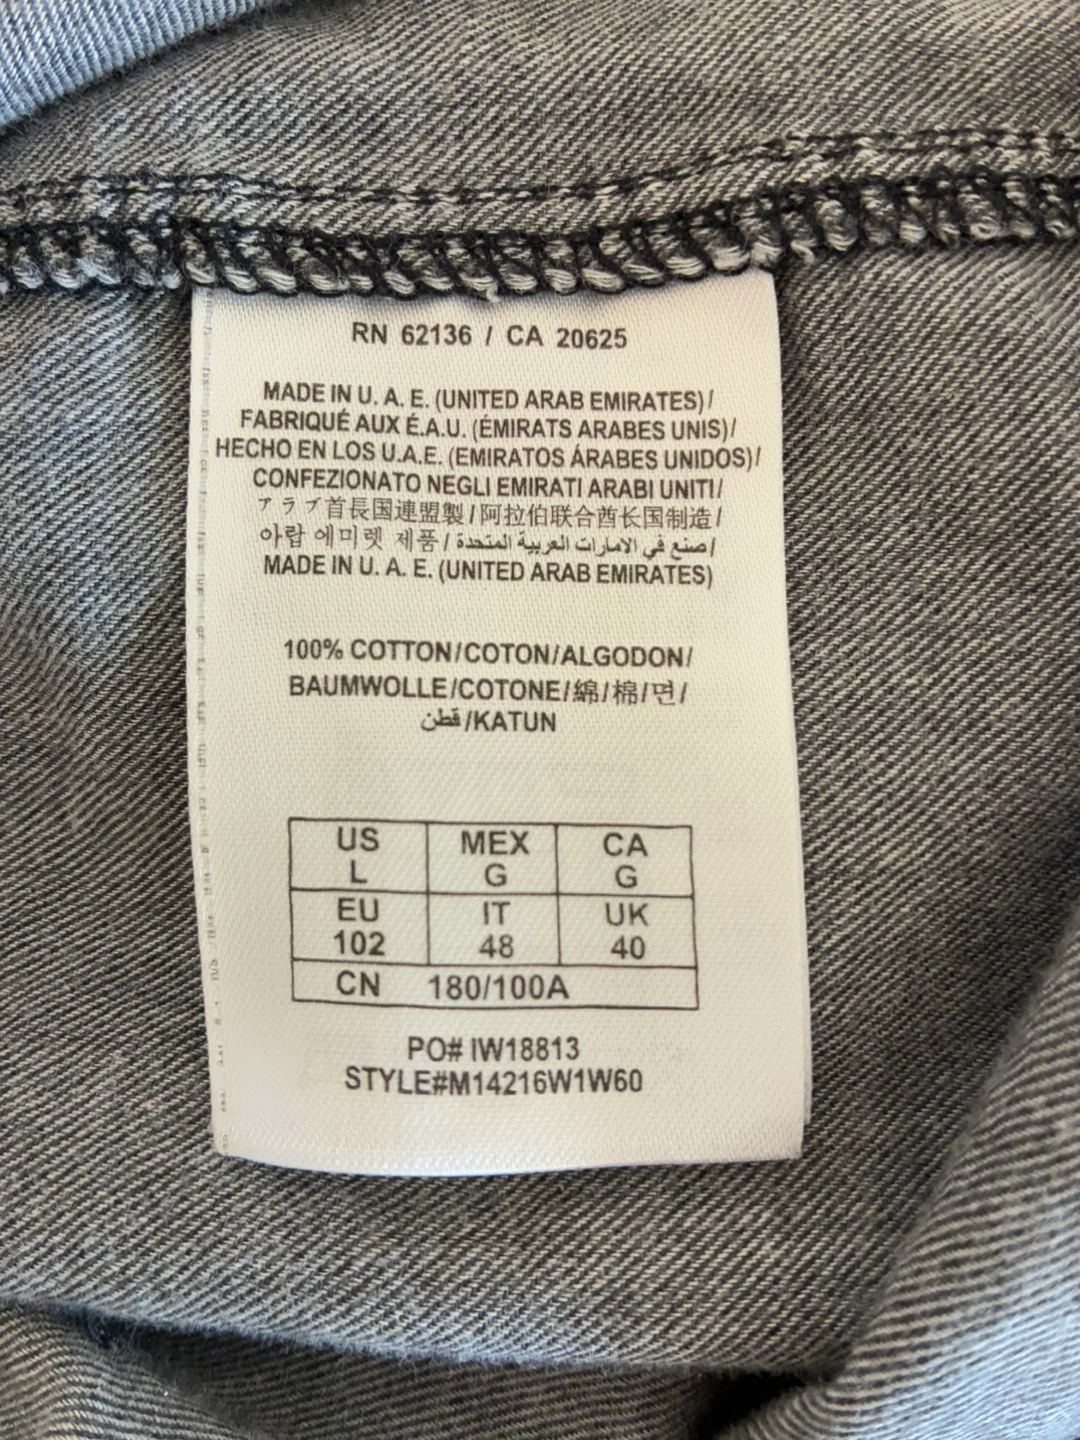 RN 62136 / CA 20625
MADE IN U. A. E. (UNITED ARAB EMIRATES)/
FABRIQUÉ AUX É.A.U. (ÉMIRATS ARABES UNIS)/
HECHO EN LOS U.A.E. (EMIRATOS ÁRABES UNIDOS)/
CONFEZIONATO NEGLI EMIRATI ARABI UNITI/
アラブ首長国連盟製/阿拉伯联合酋长国制造/
아랍 에미렛 제품/صنع في الامارات العربية المتحدة/
MADE IN U. A. E. (UNITED ARAB EMIRATES)
100% COTTON/COTON/ALGODON/
BAUMWOLLE/COTONE/綿/棉/면/
قطن/KATUN
US MEX CA
L G G
EU IT UK
102 48 40
CN 180/100A
PO# IW18813
STYLE#M14216W1W60